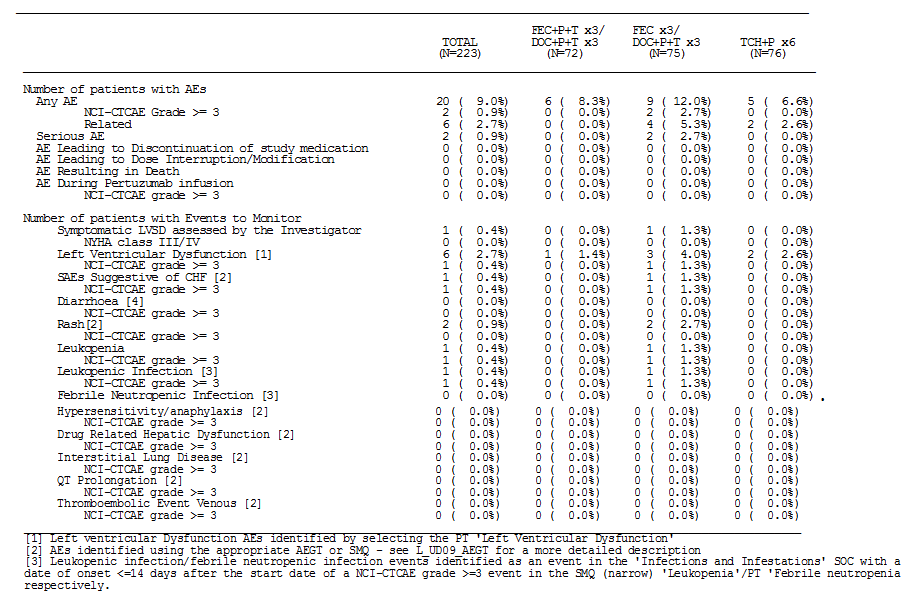 FEC+P+T x3/ FEC x3/
TOTAL DOC+P+T x3 DOC+P+T x3 TCH+P x6
(N=223) (N=72) (N=75) (N=76)
Number of patients with AEs
Any AE 20 ( 9.0%) 6 ( 8.3%) 9 ( 12.0%) 5 ( 6.6%)
NCI-CTCAE Grade >= 3 2 ( 0.9%) 0 ( 0.0%) 2 ( 2.7%) 0 ( 0.0%)
Related 6 ( 2.7%) 0 ( 0.0%) 4 ( 5.3%) 2 ( 2.6%)
Serious AE 2 ( 0.9%) 0 ( 0.0%) 2 ( 2.7%) 0 ( 0.0%)
AE Leading to Discontinuation of study medication 0 ( 0.0%) 0 ( 0.0%) 0 ( 0.0%) 0 ( 0.0%)
AE Leading to Dose Interruption/Modification 0 ( 0.0%) 0 ( 0.0%) 0 ( 0.0%) 0 ( 0.0%)
AE Resulting in Death 0 ( 0.0%) 0 ( 0.0%) 0 ( 0.0%) 0 ( 0.0%)
AE During Pertuzumab infusion 0 ( 0.0%) 0 ( 0.0%) 0 ( 0.0%) 0 ( 0.0%)
NCI-CTCAE grade >= 3 0 ( 0.0%) 0 ( 0.0%) 0 ( 0.0%) 0 ( 0.0%)
Number of patients with Events to Monitor
Symptomatic LVSD assessed by the Investigator 1 ( 0.4%) 0 ( 0.0%) 1 ( 1.3%) 0 ( 0.0%)
NYHA class III/IV 0 ( 0.0%) 0 ( 0.0%) 0 ( 0.0%) 0 ( 0.0%)
Left Ventricular Dysfunction [1] 6 ( 2.7%) 1 ( 1.4%) 3 ( 4.0%) 2 ( 2.6%)
NCI-CTCAE grade >= 3 1 ( 0.4%) 0 ( 0.0%) 1 ( 1.3%) 0 ( 0.0%)
SAEs Suggestive of CHF [2] 1 ( 0.4%) 0 ( 0.0%) 1 ( 1.3%) 0 ( 0.0%)
NCI-CTCAE grade >= 3 1 ( 0.4%) 0 ( 0.0%) 1 ( 1.3%) 0 ( 0.0%)
Diarrhoea [4] 0 ( 0.0%) 0 ( 0.0%) 0 ( 0.0%) 0 ( 0.0%)
NCI-CTCAE grade >= 3 0 ( 0.0%) 0 ( 0.0%) 0 ( 0.0%) 0 ( 0.0%)
Rash[2] 2 ( 0.9%) 0 ( 0.0%) 2 ( 2.7%) 0 ( 0.0%)
NCI-CTCAE grade >= 3 0 ( 0.0%) 0 ( 0.0%) 0 ( 0.0%) 0 ( 0.0%)
Leukopenia 1 ( 0.4%) 0 ( 0.0%) 1 ( 1.3%) 0 ( 0.0%)
NCI-CTCAE grade >= 3 1 ( 0.4%) 0 ( 0.0%) 1 ( 1.3%) 0 ( 0.0%)
Leukopenic Infection [3] 1 ( 0.4%) 0 ( 0.0%) 1 ( 1.3%) 0 ( 0.0%)
NCI-CTCAE grade >= 3 1 ( 0.4%) 0 ( 0.0%) 1 ( 1.3%) 0 ( 0.0%)
Febrile Neutropenic Infection [3] 0 ( 0.0%) 0 ( 0.0%) 0 ( 0.0%) 0 ( 0.0%) ,
Hypersensitivity/anaphylaxis [2] 0 ( 0.0%) 0 ( 0.0%) 0 ( 0.0%) 0 ( 0.0%)
NCI-CTCAE grade >= 3 0 ( 0.0%) 0 ( 0.0%) 0 ( 0.0%) 0 ( 0.0%)
Drug Related Hepatic Dysfunction [2] 0 ( 0.0%) 0 ( 0.0%) 0 ( 0.0%) 0 ( 0.0%)
NCI-CTCAE grade >= 3 0 ( 0.0%) 0 ( 0.0%) 0 ( 0.0%) 0 ( 0.0%)
Interstitial Lung Disease [2] 0 ( 0.0%) 0 ( 0.0%) 0 ( 0.0%) 0 ( 0.0%)
NCI-CTCAE grade >= 3 0 ( 0.0%) 0 ( 0.0%) 0 ( 0.0%) 0 ( 0.0%)
QT Prolongation [2] 0 ( 0.0%) 0 ( 0.0%) 0 ( 0.0%) 0 ( 0.0%)
NCI-CTCAE grade >= 3 0 ( 0.0%) 0 ( 0.0%) 0 ( 0.0%) 0 ( 0.0%)
Thromboembolic Event Venous [2] 0 ( 0.0%) 0 ( 0.0%) 0 ( 0.0%) 0 ( 0.0%)
NCI-CTCAE grade >= 3 0 ( 0.0%) 0 ( 0.0%) 0 ( 0.0%) 0 ( 0.0%)
[1] Left ventricular Dysfunction AEs identified by selecting the PT 'Left Ventricular Dysfunction'
[2] AEs identified using the appropriate AEGT or SMQ - see L_UD09_AEGT for a more detailed description
[3] Leukopenic infection/febrile neutropenic infection events identified as an event in the 'Infections and Infestations' SOC with a
date of onset <=14 days after the start date of a NCI-CTCAE grade >=3 event in the SMQ (narrow) 'Leukopenia'/PT 'Febrile neutropenia
respectively.